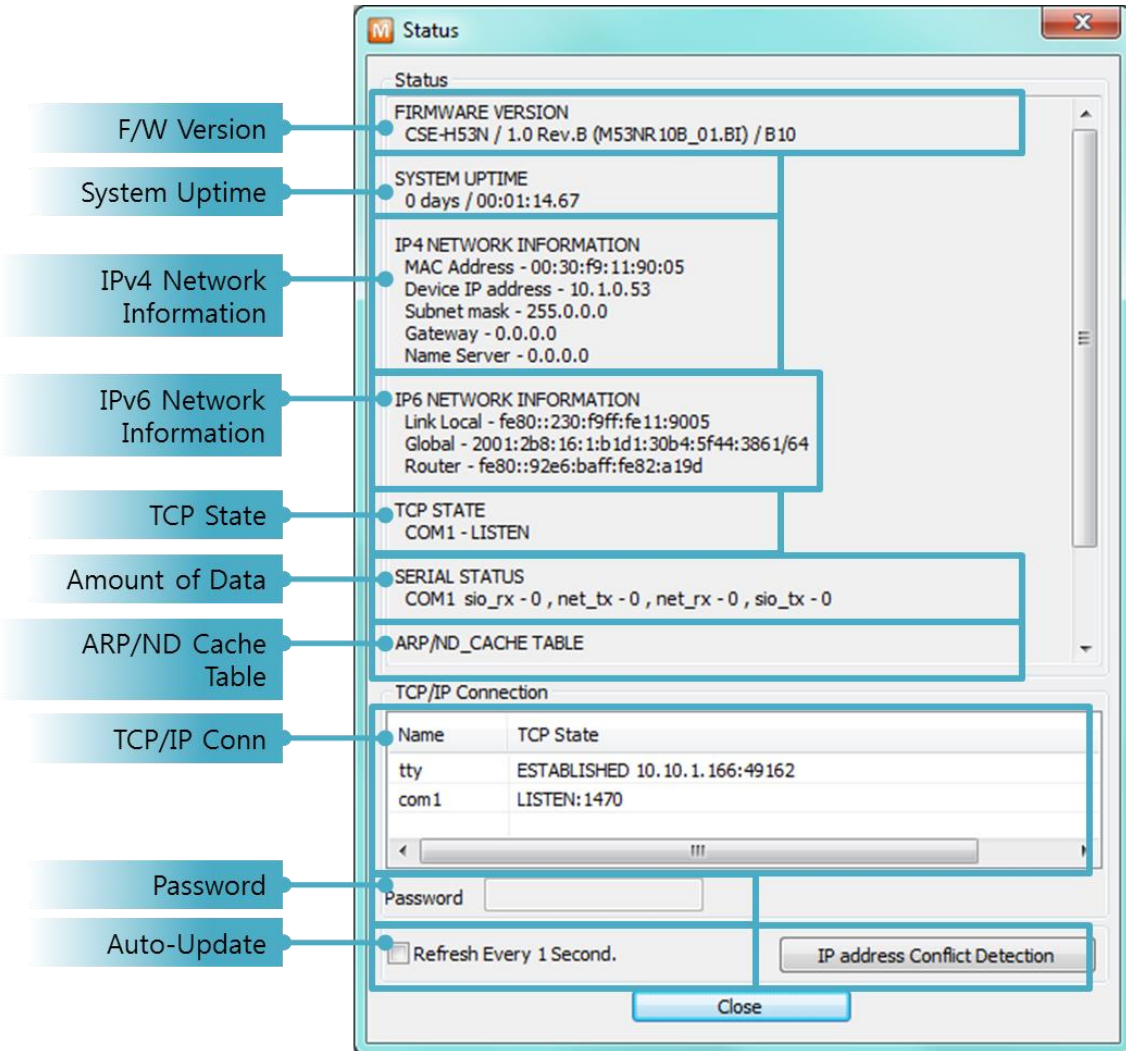 M Status
Status
F/W Version
FIRMWARE VERSION
CSE-H53N / 1.0 Rev.B (M53NR10B_01.BI) / B10
System Uptime
SYSTEM UPTIME
0 days / 00:01:14.67
IPv4 Network
Information
IP4 NETWORK INFORMATION
MAC Address - 00:30:f9:11:90:05
Device IP address - 10.1.0.53
Subnet mask - 255.0.0.0
Gateway - 0.0.0.0
Name Server - 0.0.0.0
IPv6 Network
Information
IP6 NETWORK INFORMATION
Link Local - fe80::230:f9ff:fe11:9005
Global - 2001:2b8:16:1:b1d1:30b4:5f44:3861/64
Router - fe80::92e6:baff:fe82:a19d
TCP State
TCP STATE
COM1 - LISTEN
Amount of Data
SERIAL STATUS
COM1 sio_rx - 0 , net_tx - 0 , net_rx - 0 , sio_tx - 0
ARP/ND Cache
Table
ARP/ND_CACHE TABLE
TCP/IP Connection
TCP/IP Conn
Name TCP State
tty ESTABLISHED 10.10.1.166:49162
com1 LISTEN:1470
Password
Password
Auto-Update
Refresh Every 1 Second.
IP address Conflict Detection
Close